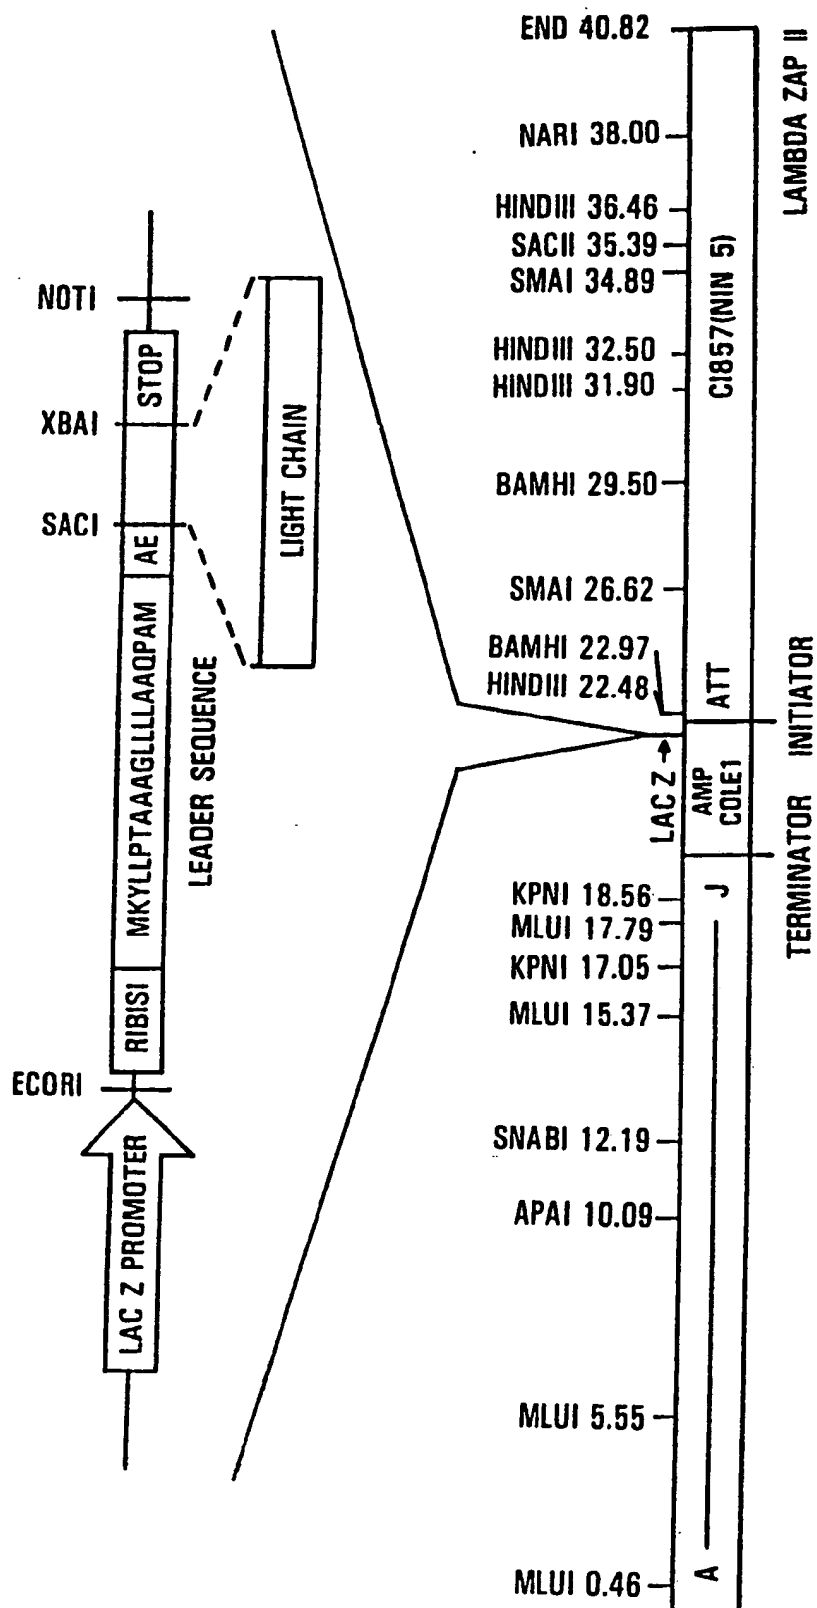 NOTI
STOP
XBAI
SACI
AE
MKYLLPTAAAGLLLLAAQPAM
LEADER SEQUENCE
RIBISI
ECORI
LAC Z PROMOTER
LIGHT CHAIN
END 40.82
NARI 38.00
HINDIII 36.46
SACII 35.39
SMAI 34.89
HINDIII 32.50
HINDIII 31.90
BAMHI 29.50
SMAI 26.62
BAMHI 22.97
HINDIII 22.48
LAC Z
KPNI 18.56
MLUI 17.79
KPNI 17.05
MLUI 15.37
SNABI 12.19
APAI 10.09
MLUI 5.55
MLUI 0.46
CI857(NIN 5)
ATT
AMP
COLE1
J
A
LAMBDA ZAP II
INITIATOR
TERMINATOR